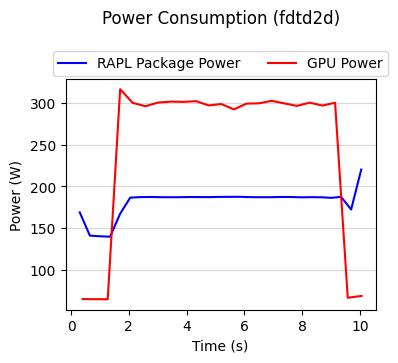 Power Consumption (fdtd2d)
RAPL Package Power
GPU Power
Power (W)
300
250
200
150
100
0
2
4
6
8
10
Time (s)